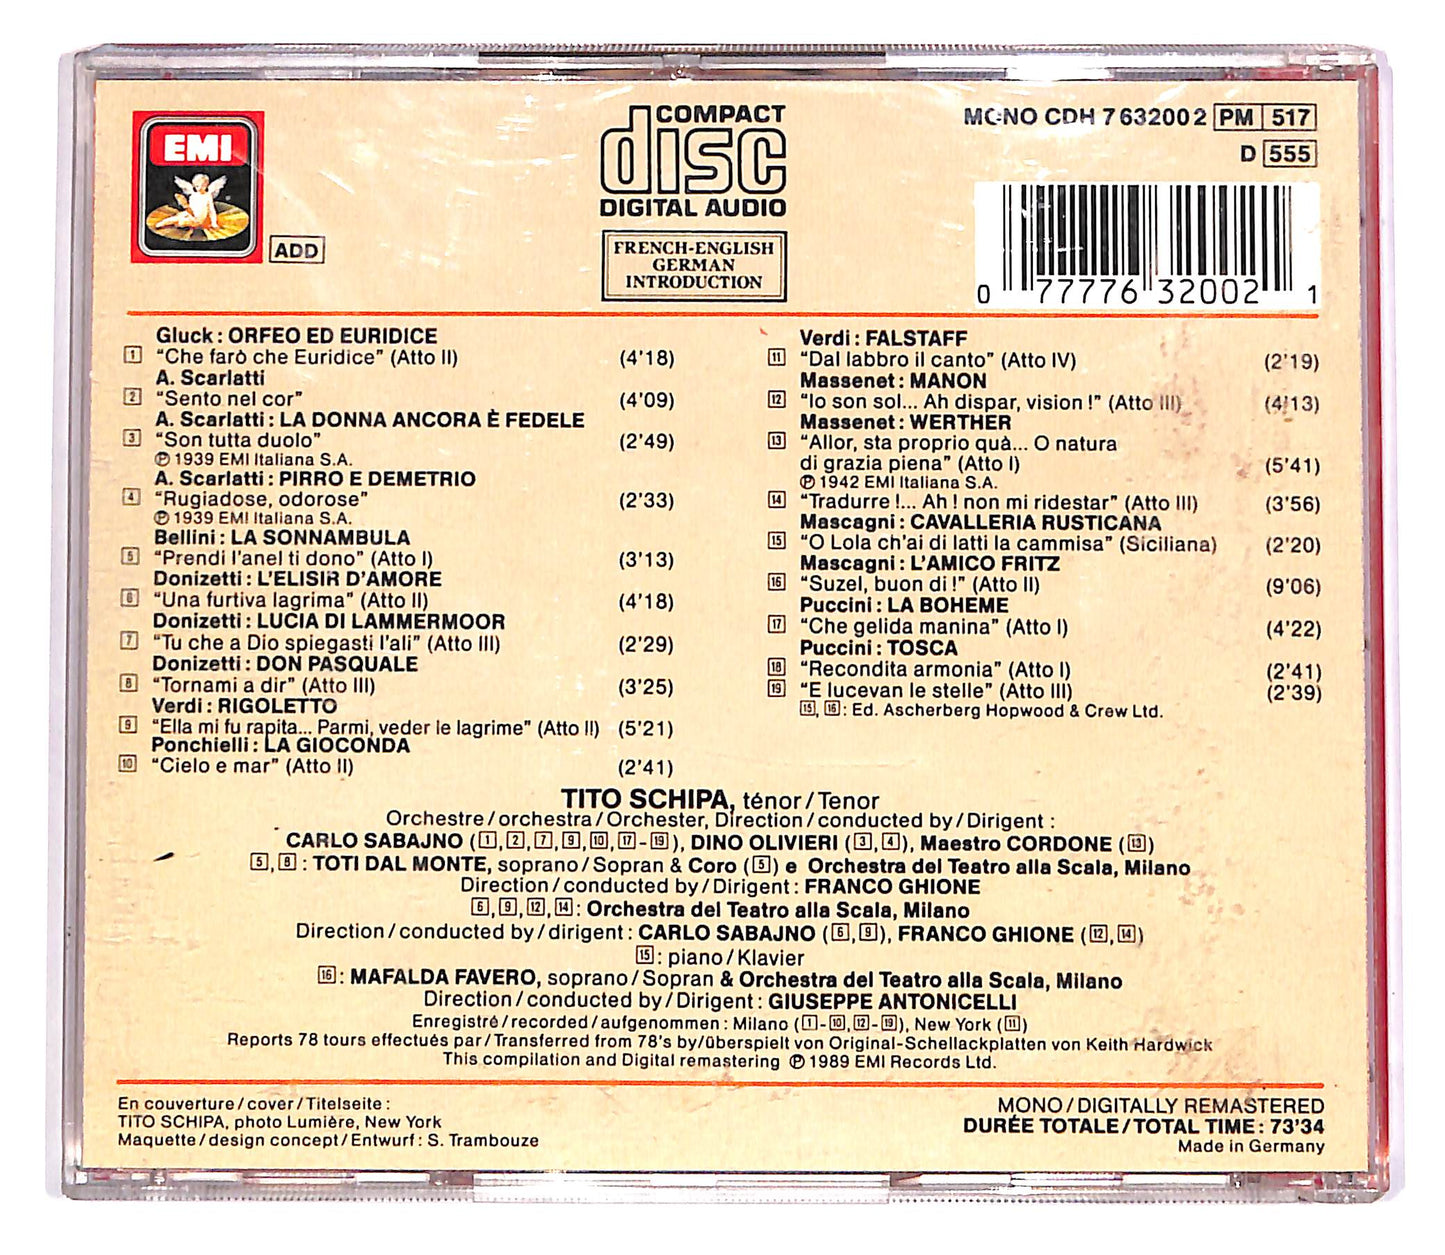 EMI
ADD
COMPACT
disc
DIGITAL AUDIO
FRENCH-ENGLISH
GERMAN
INTRODUCTION
MONO CDH 7 63200 2 PM 517
D 555
0 77776 32002 1
Gluck : ORFEO ED EURIDICE
1 “Che farò che Euridice” (Atto II) (4'18)
A. Scarlatti
2 “Sento nel cor” (4'09)
A. Scarlatti : LA DONNA ANCORA È FEDELE
3 “Son tutta duolo” (2'49)
℗ 1939 EMI Italiana S.A.
A. Scarlatti : PIRRO E DEMETRIO
4 “Rugiadose, odorose” (2'33)
℗ 1939 EMI Italiana S.A.
Bellini : LA SONNAMBULA
5 “Prendi l'anel ti dono” (Atto I) (3'13)
Donizetti : L'ELISIR D'AMORE
6 “Una furtiva lagrima” (Atto II) (4'18)
Donizetti : LUCIA DI LAMMERMOOR
7 “Tu che a Dio spiegasti l'ali” (Atto III) (2'29)
Donizetti : DON PASQUALE
8 “Tornami a dir” (Atto III) (3'25)
Verdi : RIGOLETTO
9 “Ella mi fu rapita... Parmi, veder le lagrime” (Atto II) (5'21)
Ponchielli : LA GIOCONDA
10 “Cielo e mar” (Atto II) (2'41)
Verdi : FALSTAFF
11 “Dal labbro il canto” (Atto IV) (2'19)
Massenet : MANON
12 “Io son sol... Ah dispar, vision !” (Atto III) (4'13)
Massenet : WERTHER
13 “Allor, sta proprio quà... O natura
di grazia piena” (Atto I) (5'41)
℗ 1942 EMI Italiana S.A.
14 “Tradurre !... Ah ! non mi ridestar” (Atto III) (3'56)
Mascagni : CAVALLERIA RUSTICANA
15 “O Lola ch'ai di latti la cammisa” (Siciliana) (2'20)
Mascagni : L'AMICO FRITZ
16 “Suzel, buon di !” (Atto II) (9'06)
Puccini : LA BOHEME
17 “Che gelida manina” (Atto I) (4'22)
Puccini : TOSCA
18 “Recondita armonia” (Atto I) (2'41)
19 “E lucevan le stelle” (Atto III) (2'39)
15, 16 : Ed. Ascherberg Hopwood & Crew Ltd.
TITO SCHIPA, ténor / Tenor
Orchestre / orchestra / Orchester, Direction / conducted by / Dirigent :
CARLO SABAJNO (1, 2, 7, 9, 10, 17 - 19), DINO OLIVIERI (3, 4), Maestro CORDONE (13)
5, 8 : TOTI DAL MONTE, soprano / Sopran & Coro (5) e Orchestra del Teatro alla Scala, Milano
Direction / conducted by / Dirigent : FRANCO GHIONE
6, 9, 12, 14 : Orchestra del Teatro alla Scala, Milano
Direction / conducted by / dirigent : CARLO SABAJNO (6, 9), FRANCO GHIONE (12, 14)
15 : piano / Klavier
16 : MAFALDA FAVERO, soprano / Sopran & Orchestra del Teatro alla Scala, Milano
Direction / conducted by / Dirigent : GIUSEPPE ANTONICELLI
Enregistré / recorded / aufgenommen : Milano (1 - 10, 12 - 19), New York (11)
Reports 78 tours effectués par / Transferred from 78's by / überspielt von Original-Schellackplatten von Keith Hardwick
This compilation and Digital remastering ℗ 1989 EMI Records Ltd.
En couverture / cover / Titelseite :
TITO SCHIPA, photo Lumière, New York
Maquette / design concept / Entwurf : S. Trambouze
MONO / DIGITALLY REMASTERED
DURÉE TOTALE / TOTAL TIME : 73'34
Made in Germany